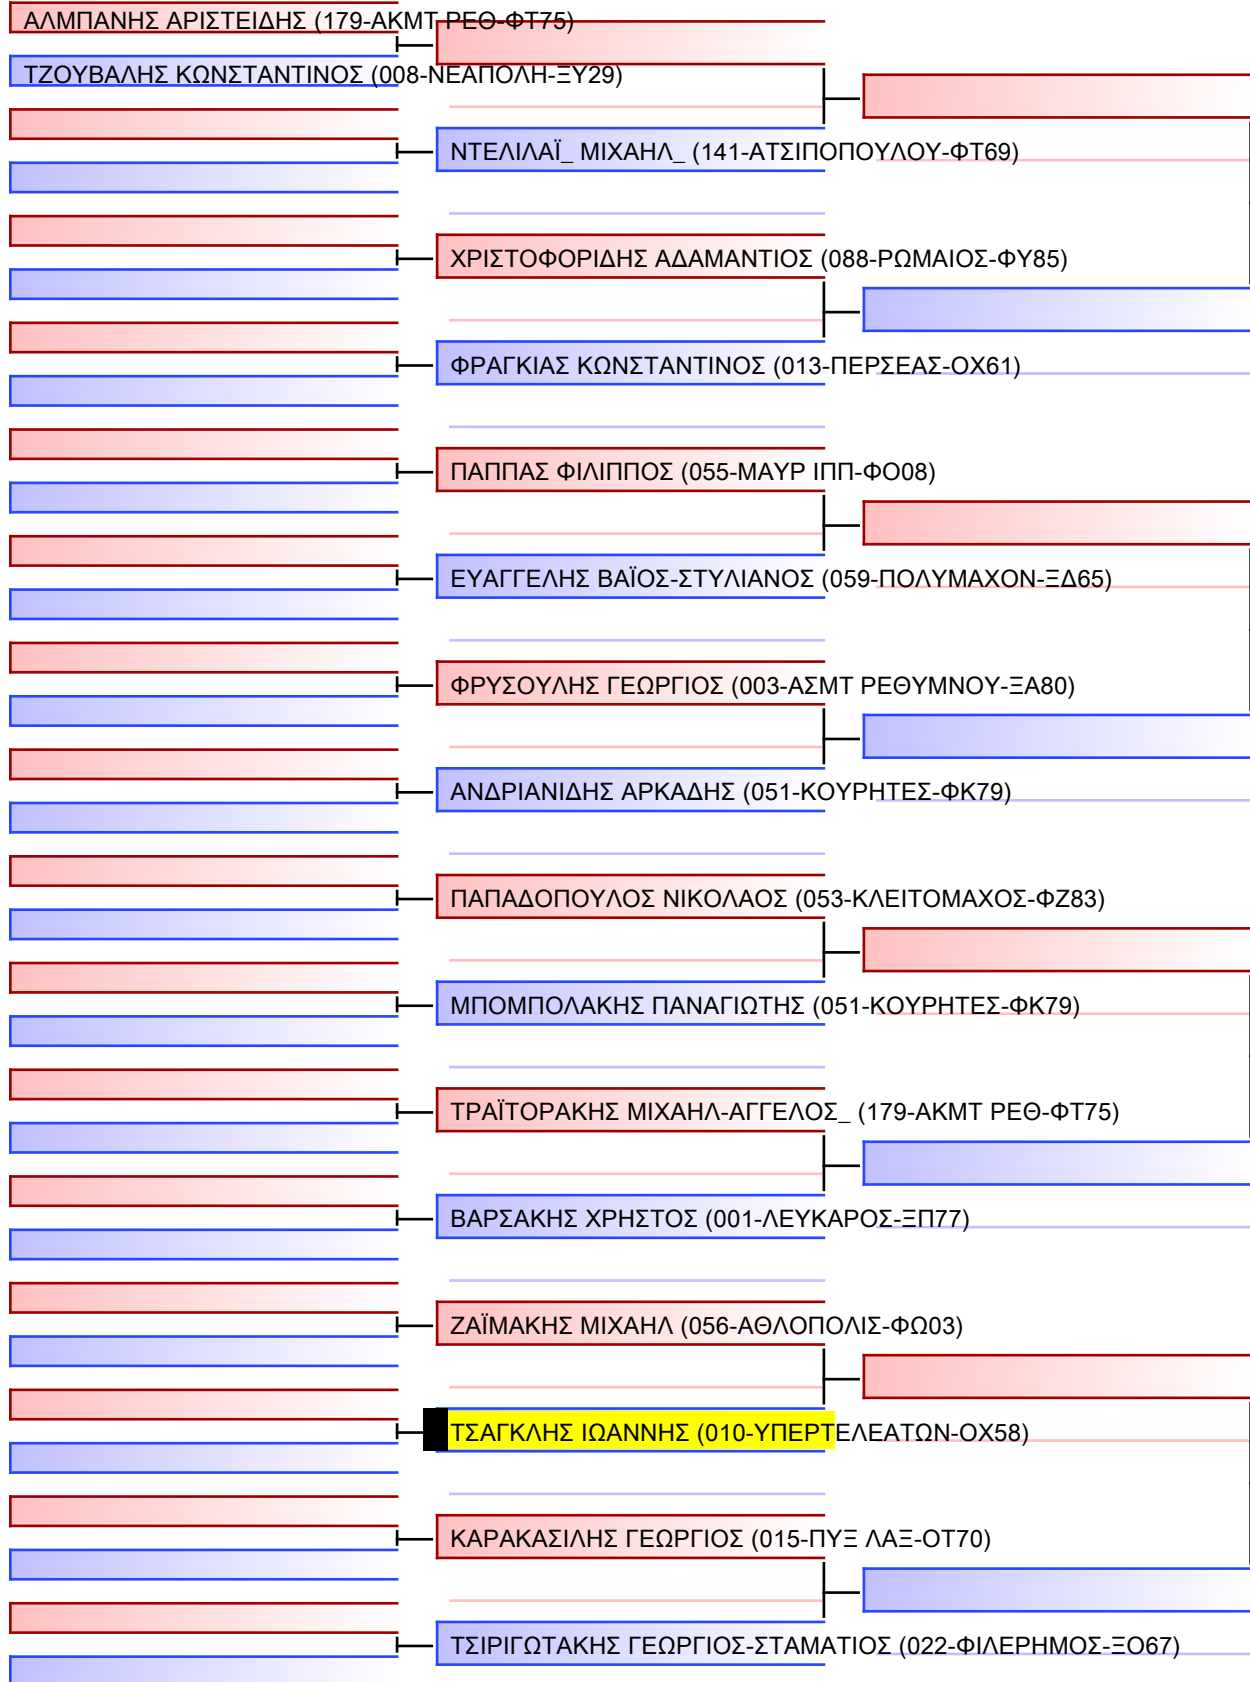 ΑΛΜΠΑΝΗΣ ΑΡΙΣΤΕΙΔΗΣ (179-ΑΚΜΤ ΡΕΘ-ΦΤ75)
ΤΖΟΥΒΑΛΗΣ ΚΩΝΣΤΑΝΤΙΝΟΣ (008-ΝΕΑΠΟΛΗ-ΞΥ29)
ΝΤΕΛΙΛΑΪ_ ΜΙΧΑΗΛ_ (141-ΑΤΣΙΠΟΠΟΥΛΟΥ-ΦΤ69)
ΧΡΙΣΤΟΦΟΡΙΔΗΣ ΑΔΑΜΑΝΤΙΟΣ (088-ΡΩΜΑΙΟΣ-ΦΥ85)
ΦΡΑΓΚΙΑΣ ΚΩΝΣΤΑΝΤΙΝΟΣ (013-ΠΕΡΣΕΑΣ-ΟΧ61)
ΠΑΠΠΑΣ ΦΙΛΙΠΠΟΣ (055-ΜΑΥΡ ΙΠΠ-ΦΟ08)
ΕΥΑΓΓΕΛΗΣ ΒΑΪΟΣ-ΣΤΥΛΙΑΝΟΣ (059-ΠΟΛΥΜΑΧΟΝ-ΞΔ65)
ΦΡΥΣΟΥΛΗΣ ΓΕΩΡΓΙΟΣ (003-ΑΣΜΤ ΡΕΘΥΜΝΟΥ-ΞΑ80)
ΑΝΔΡΙΑΝΙΔΗΣ ΑΡΚΑΔΗΣ (051-ΚΟΥΡΗΤΕΣ-ΦΚ79)
ΠΑΠΑΔΟΠΟΥΛΟΣ ΝΙΚΟΛΑΟΣ (053-ΚΛΕΙΤΟΜΑΧΟΣ-ΦΖ83)
ΜΠΟΜΠΟΛΑΚΗΣ ΠΑΝΑΓΙΩΤΗΣ (051-ΚΟΥΡΗΤΕΣ-ΦΚ79)
ΤΡΑΪΤΟΡΑΚΗΣ ΜΙΧΑΗΛ-ΑΓΓΕΛΟΣ_ (179-ΑΚΜΤ ΡΕΘ-ΦΤ75)
ΒΑΡΣΑΚΗΣ ΧΡΗΣΤΟΣ (001-ΛΕΥΚΑΡΟΣ-ΞΠ77)
ΖΑΪΜΑΚΗΣ ΜΙΧΑΗΛ (056-ΑΘΛΟΠΟΛΙΣ-ΦΩ03)
ΤΣΑΓΚΛΗΣ ΙΩΑΝΝΗΣ (010-ΥΠΕΡΤΕΛΕΑΤΩΝ-ΟΧ58)
ΚΑΡΑΚΑΣΙΛΗΣ ΓΕΩΡΓΙΟΣ (015-ΠΥΞ ΛΑΞ-ΟΤ70)
ΤΣΙΡΙΓΩΤΑΚΗΣ ΓΕΩΡΓΙΟΣ-ΣΤΑΜΑΤΙΟΣ (022-ΦΙΛΕΡΗΜΟΣ-ΞΟ67)